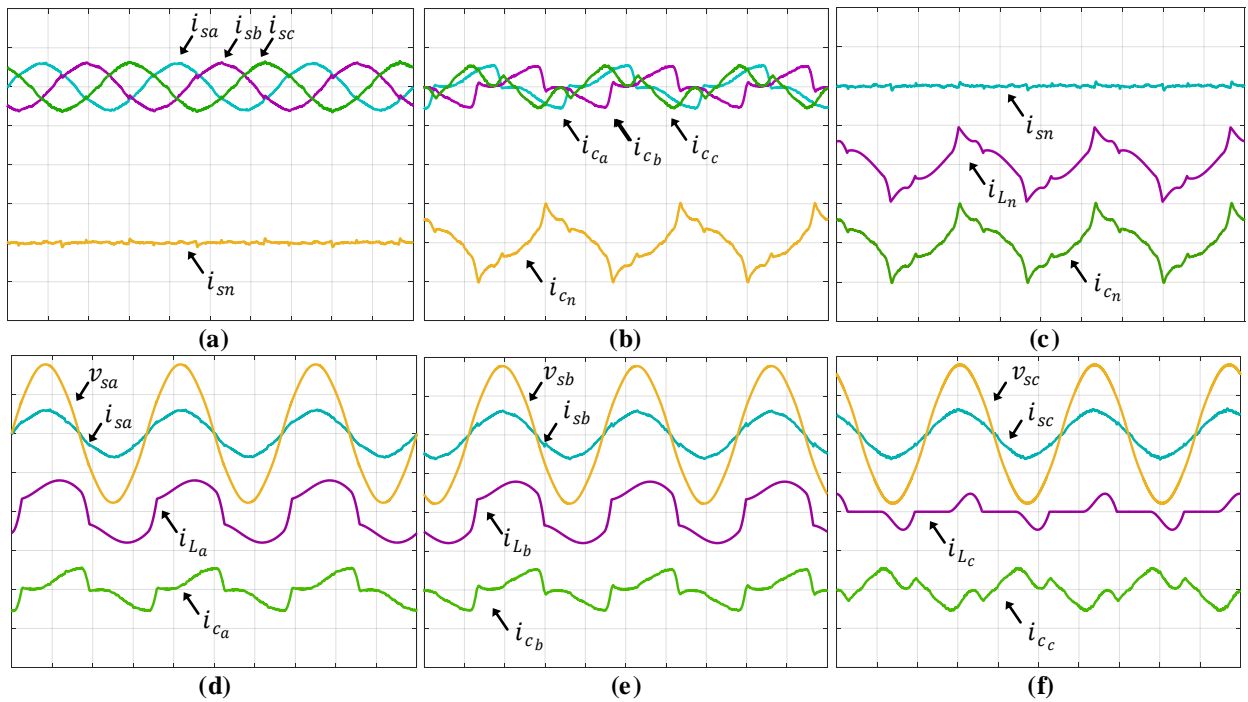 i_sa i_sb i_sc
i_sn
(a)
i_ca i_cb i_cc
i_cn
(b)
i_sn
i_Ln
i_cn
(c)
v_sa
i_sa
i_La
i_ca
(d)
v_sb
i_sb
i_Lb
i_cb
(e)
v_sc
i_sc
i_Lc
i_cc
(f)